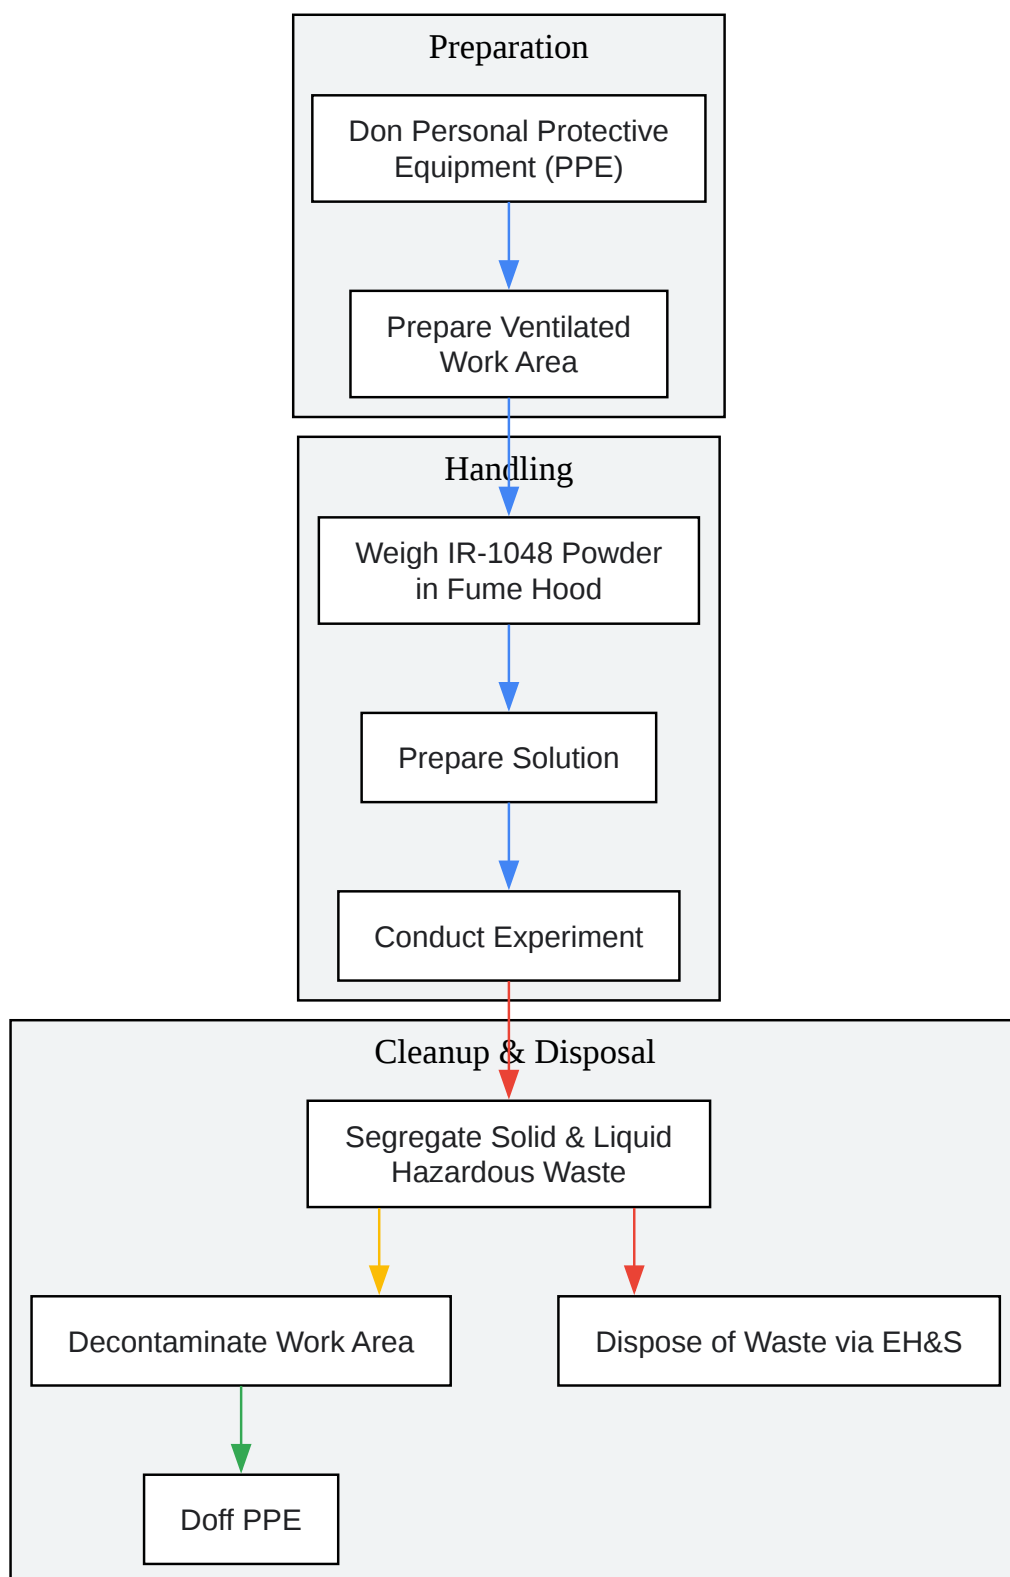 Preparation
Don Personal Protective
Equipment (PPE)
Prepare Ventilated
Work Area
Handling
Weigh IR-1048 Powder
in Fume Hood
Prepare Solution
Conduct Experiment
Cleanup & Disposal
Segregate Solid & Liquid
Hazardous Waste
Decontaminate Work Area
Dispose of Waste via EH&S
Doff PPE